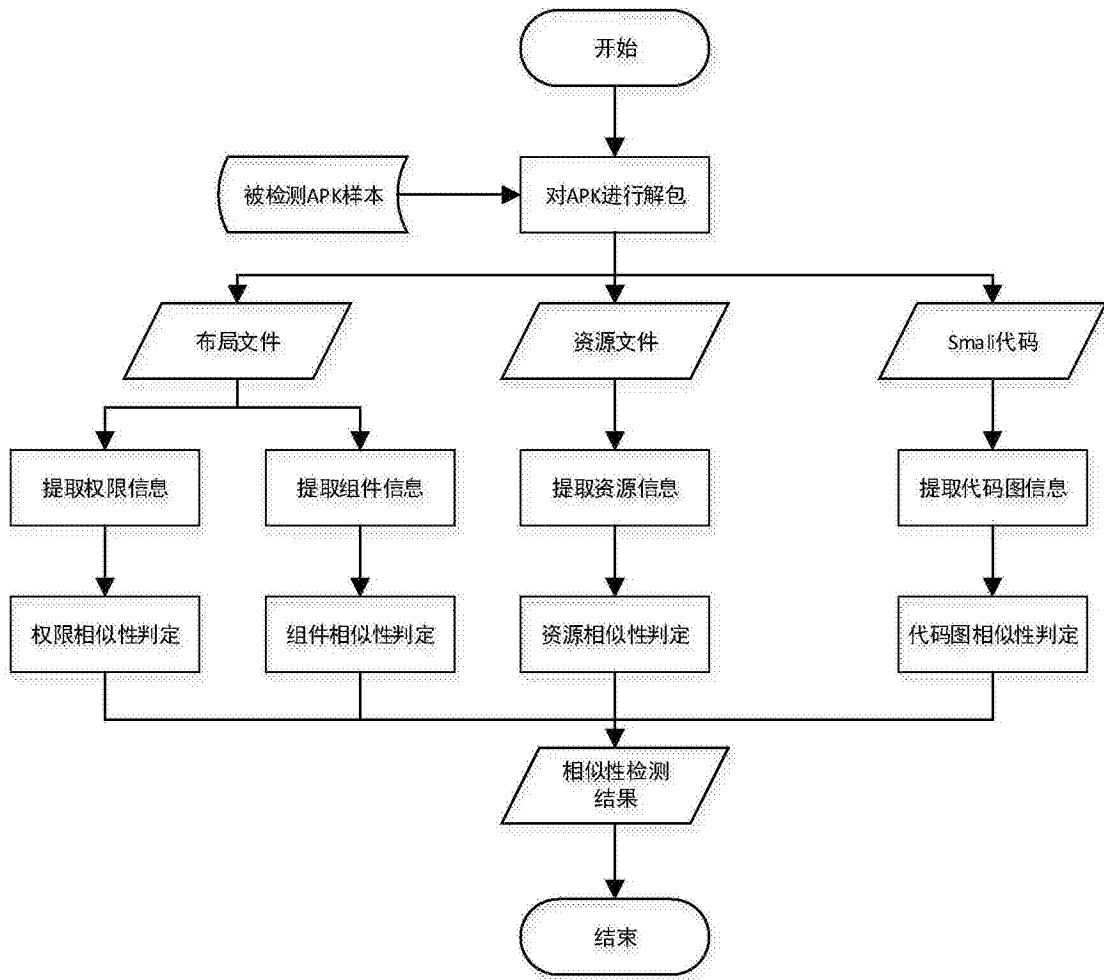 开始
被检测APK样本
对APK进行解包
布局文件
资源文件
Smali代码
提取权限信息
提取组件信息
提取资源信息
提取代码图信息
权限相似性判定
组件相似性判定
资源相似性判定
代码图相似性判定
相似性检测
结果
结束